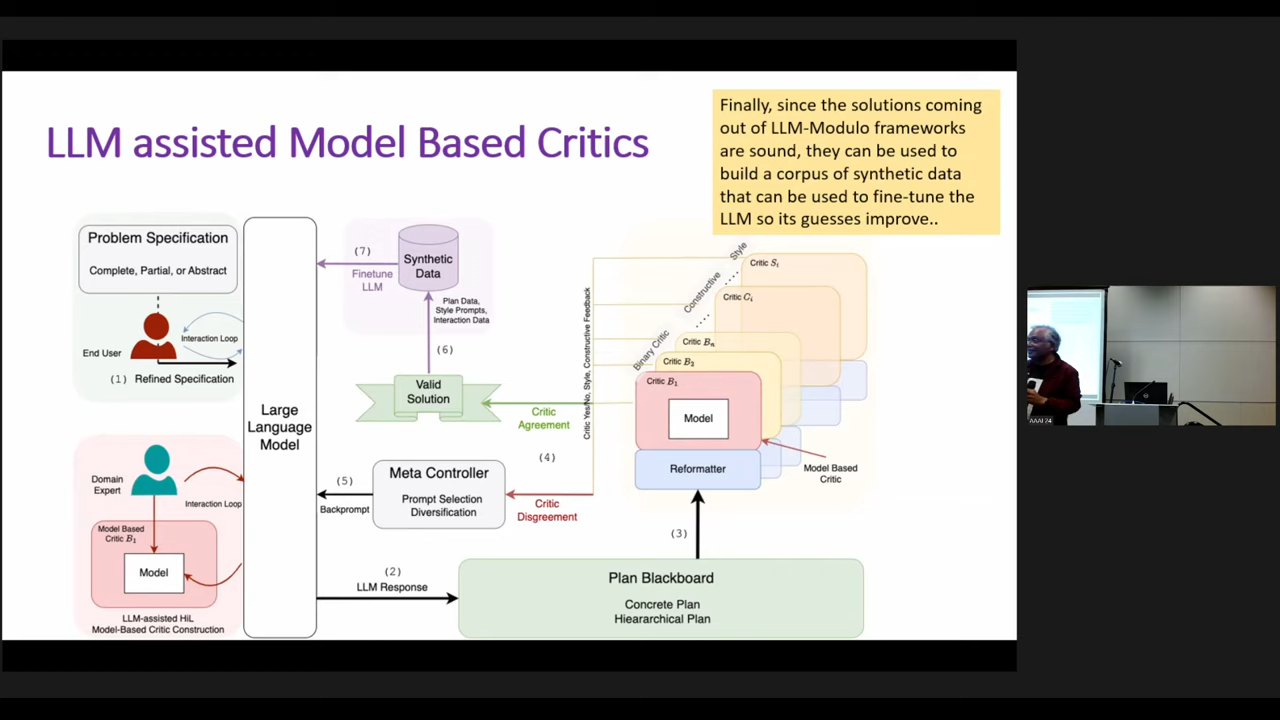 LLM assisted Model Based Critics
Finally, since the solutions coming
out of LLM-Modulo frameworks
are sound, they can be used to
build a corpus of synthetic data
that can be used to fine-tune the
LLM so its guesses improve..
Problem Specification
Complete, Partial, or Abstract
End User
Interaction Loop
(1) Refined Specification
Domain
Expert
Interaction Loop
Model Based
Critic B₁
Model
LLM-assisted HiL
Model-Based Critic Construction
Large
Language
Model
(7)
Finetune
LLM
Synthetic
Data
Plan Data,
Style Prompts,
Interaction Data
(6)
Valid
Solution
Critic
Agreement
(4)
Critic Yes/No, Style, Constructive Feedback
Meta Controller
Prompt Selection
Diversification
(5)
Backprompt
Critic
Disgreement
(2)
LLM Response
Plan Blackboard
Concrete Plan
Hieararchical Plan
(3)
Binary Critic
....
Constructive
....
Style
Critic Sᵢ
Critic Cᵢ
Critic Bₙ
Critic B₂
Critic B₁
Model
Reformatter
Model Based
Critic
AAAI 24